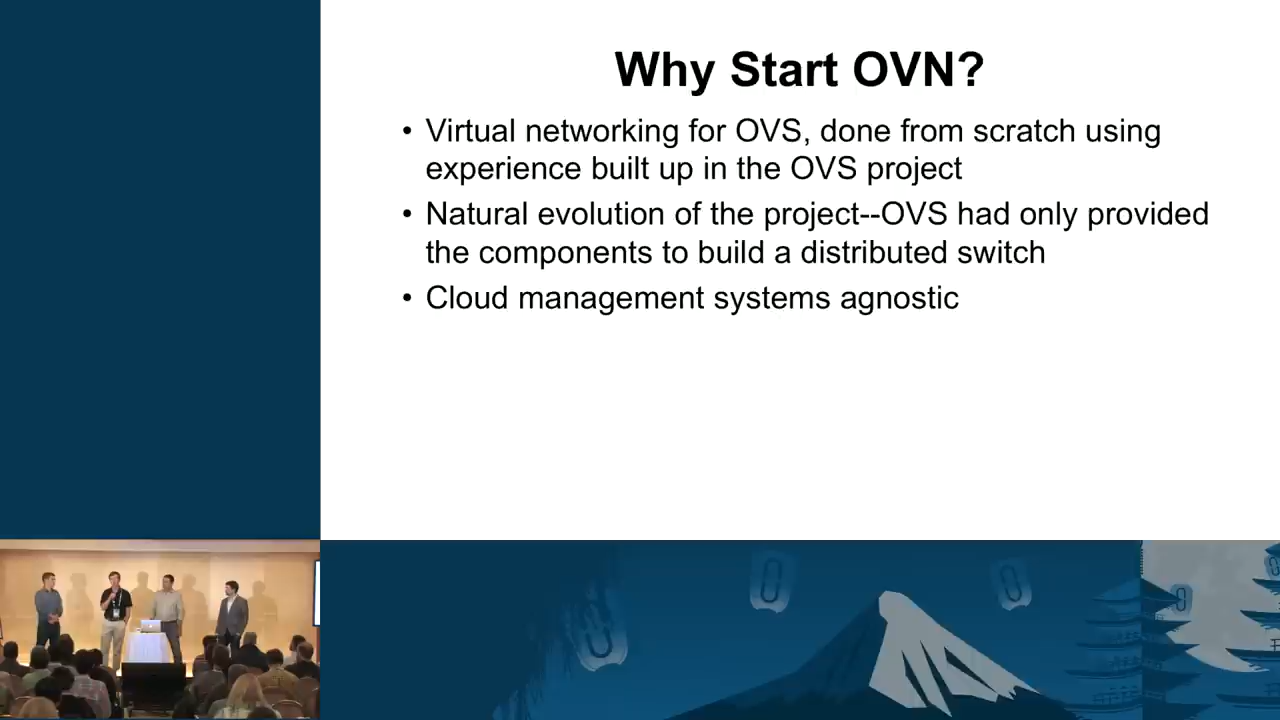 Why Start OVN?
• Virtual networking for OVS, done from scratch using
experience built up in the OVS project
• Natural evolution of the project--OVS had only provided
the components to build a distributed switch
• Cloud management systems agnostic